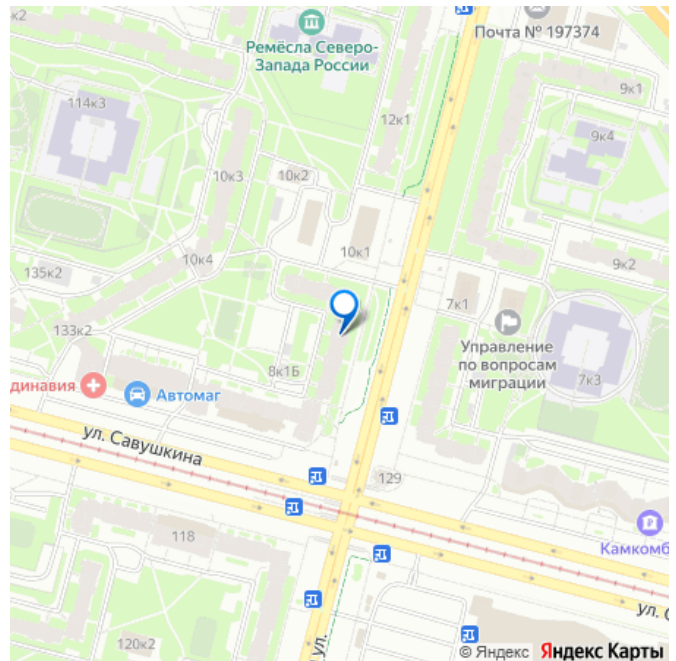 Почта № 197374
Ремёсла Северо-
Запада России
9к1
114к3
12к1
9к4
10к3
10к2
10к1
9к2
10к4
135к2
7к1
133к2
Управление
по вопросам
миграции
7к3
8к1Б
динавия
Автомаг
ул. Савушкина
129
118
Камкомб
ул. С
120к2
ул.
© Яндекс Яндекс Карты